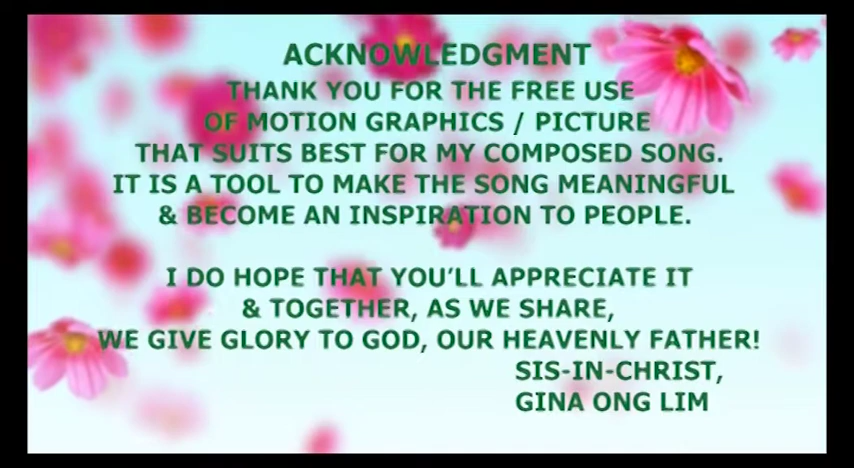 ACKNOWLEDGMENT
THANK YOU FOR THE FREE USE
OF MOTION GRAPHICS / PICTURE
THAT SUITS BEST FOR MY COMPOSED SONG.
IT IS A TOOL TO MAKE THE SONG MEANINGFUL
& BECOME AN INSPIRATION TO PEOPLE.
I DO HOPE THAT YOU'LL APPRECIATE IT
& TOGETHER, AS WE SHARE,
WE GIVE GLORY TO GOD, OUR HEAVENLY FATHER!
SIS-IN-CHRIST,
GINA ONG LIM